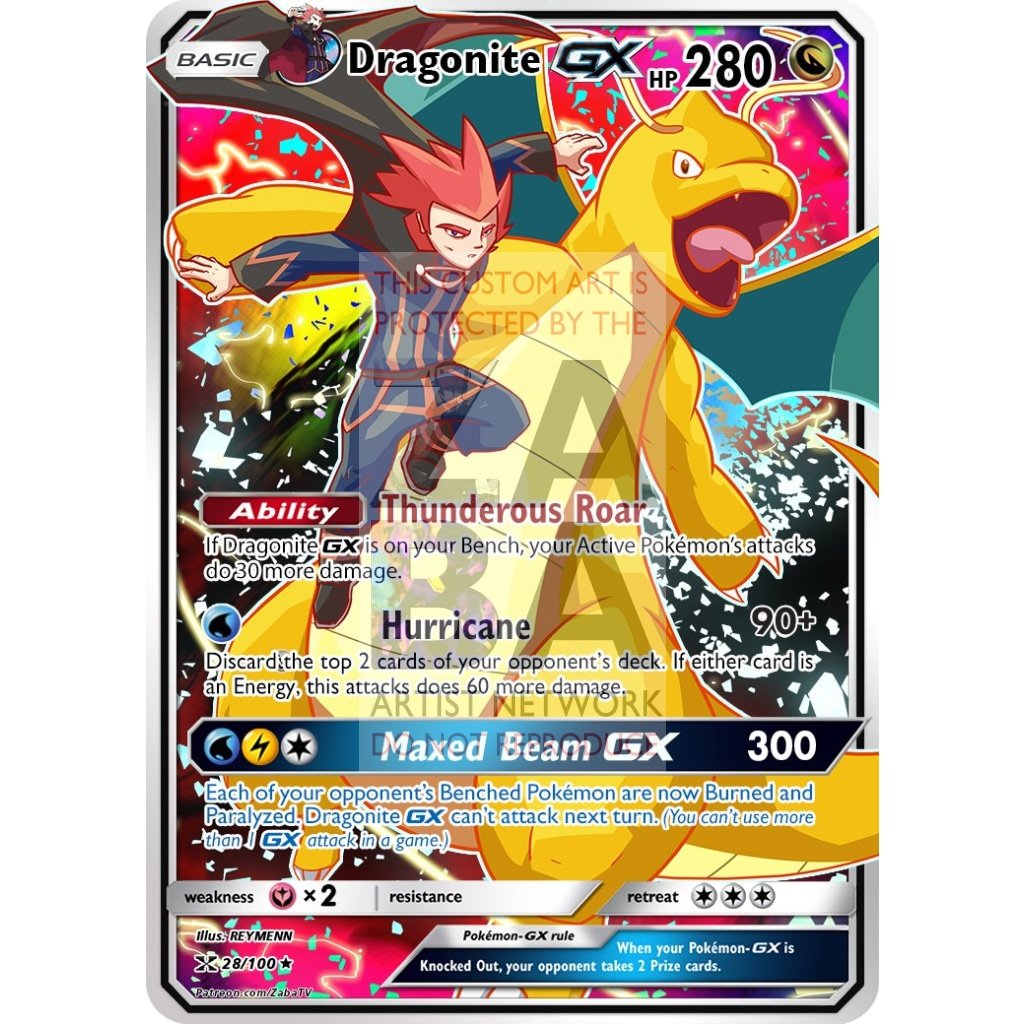 BASIC Dragonite GX HP 280
THIS CUSTOM ART IS
PROTECTED BY THE
ZA
BA
Ability Thunderous Roar
If Dragonite GX is on your Bench, your Active Pokémon's attacks
do 30 more damage.
Hurricane 90+
Discard the top 2 cards of your opponent's deck. If either card is
an Energy, this attacks does 60 more damage.
ARTIST NETWORK
DO NOT REPRODUCE
Maxed Beam GX 300
Each of your opponent's Benched Pokémon are now Burned and
Paralyzed. Dragonite GX can't attack next turn. (You can't use more
than 1 GX attack in a game.)
weakness ×2 resistance retreat
Illus. REYMENN
Pokémon-GX rule
When your Pokémon-GX is
Knocked Out, your opponent takes 2 Prize cards.
28/100
Patreon.com/ZabaTV